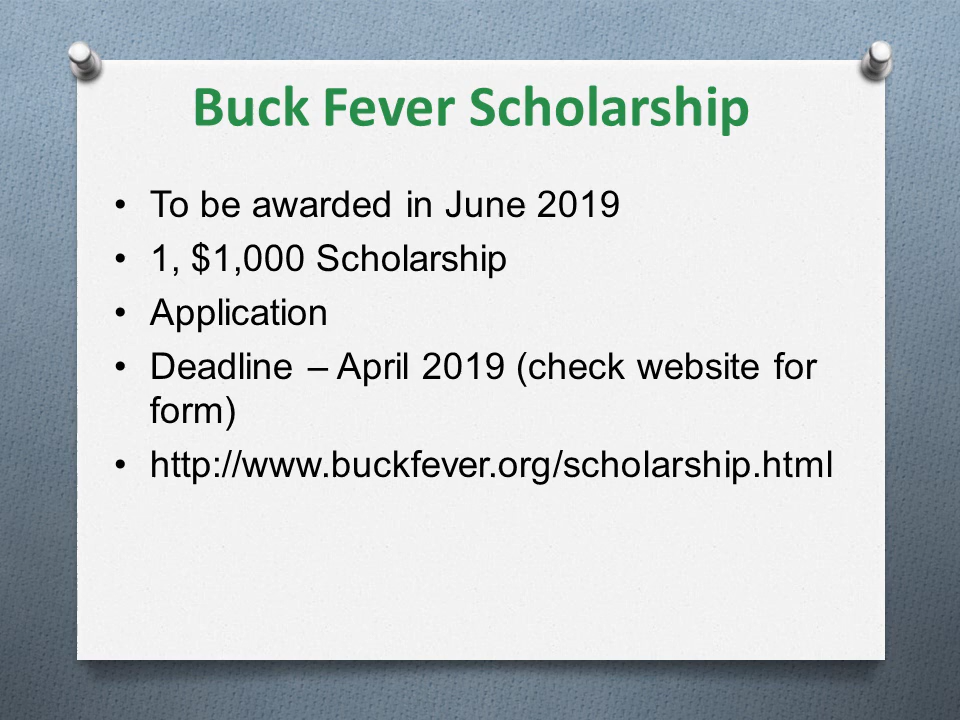 Buck Fever Scholarship
• To be awarded in June 2019
• 1, $1,000 Scholarship
• Application
• Deadline – April 2019 (check website for
form)
• http://www.buckfever.org/scholarship.html